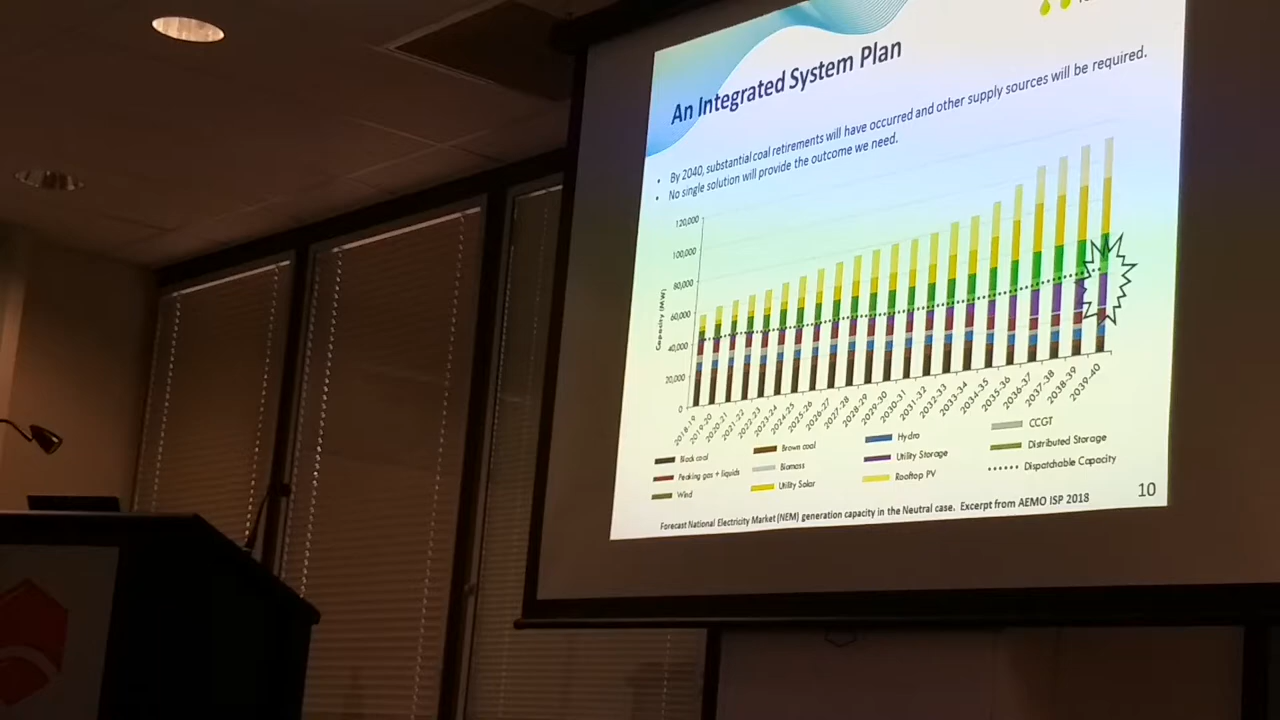 An Integrated System Plan
• By 2040, substantial coal retirements will have occurred and other supply sources will be required.
• No single solution will provide the outcome we need.
120,000
100,000
80,000
60,000
40,000
20,000
0
Capacity (MW)
2018-19
2019-20
2020-21
2021-22
2022-23
2023-24
2024-25
2025-26
2026-27
2027-28
2028-29
2029-30
2030-31
2031-32
2032-33
2033-34
2034-35
2035-36
2036-37
2037-38
2038-39
2039-40
Black coal
Brown coal
Hydro
CCGT
Peaking gas + liquids
Biomass
Utility Storage
Distributed Storage
Wind
Utility Solar
Rooftop PV
Dispatchable Capacity
Forecast National Electricity Market (NEM) generation capacity in the Neutral case. Excerpt from AEMO ISP 2018
10